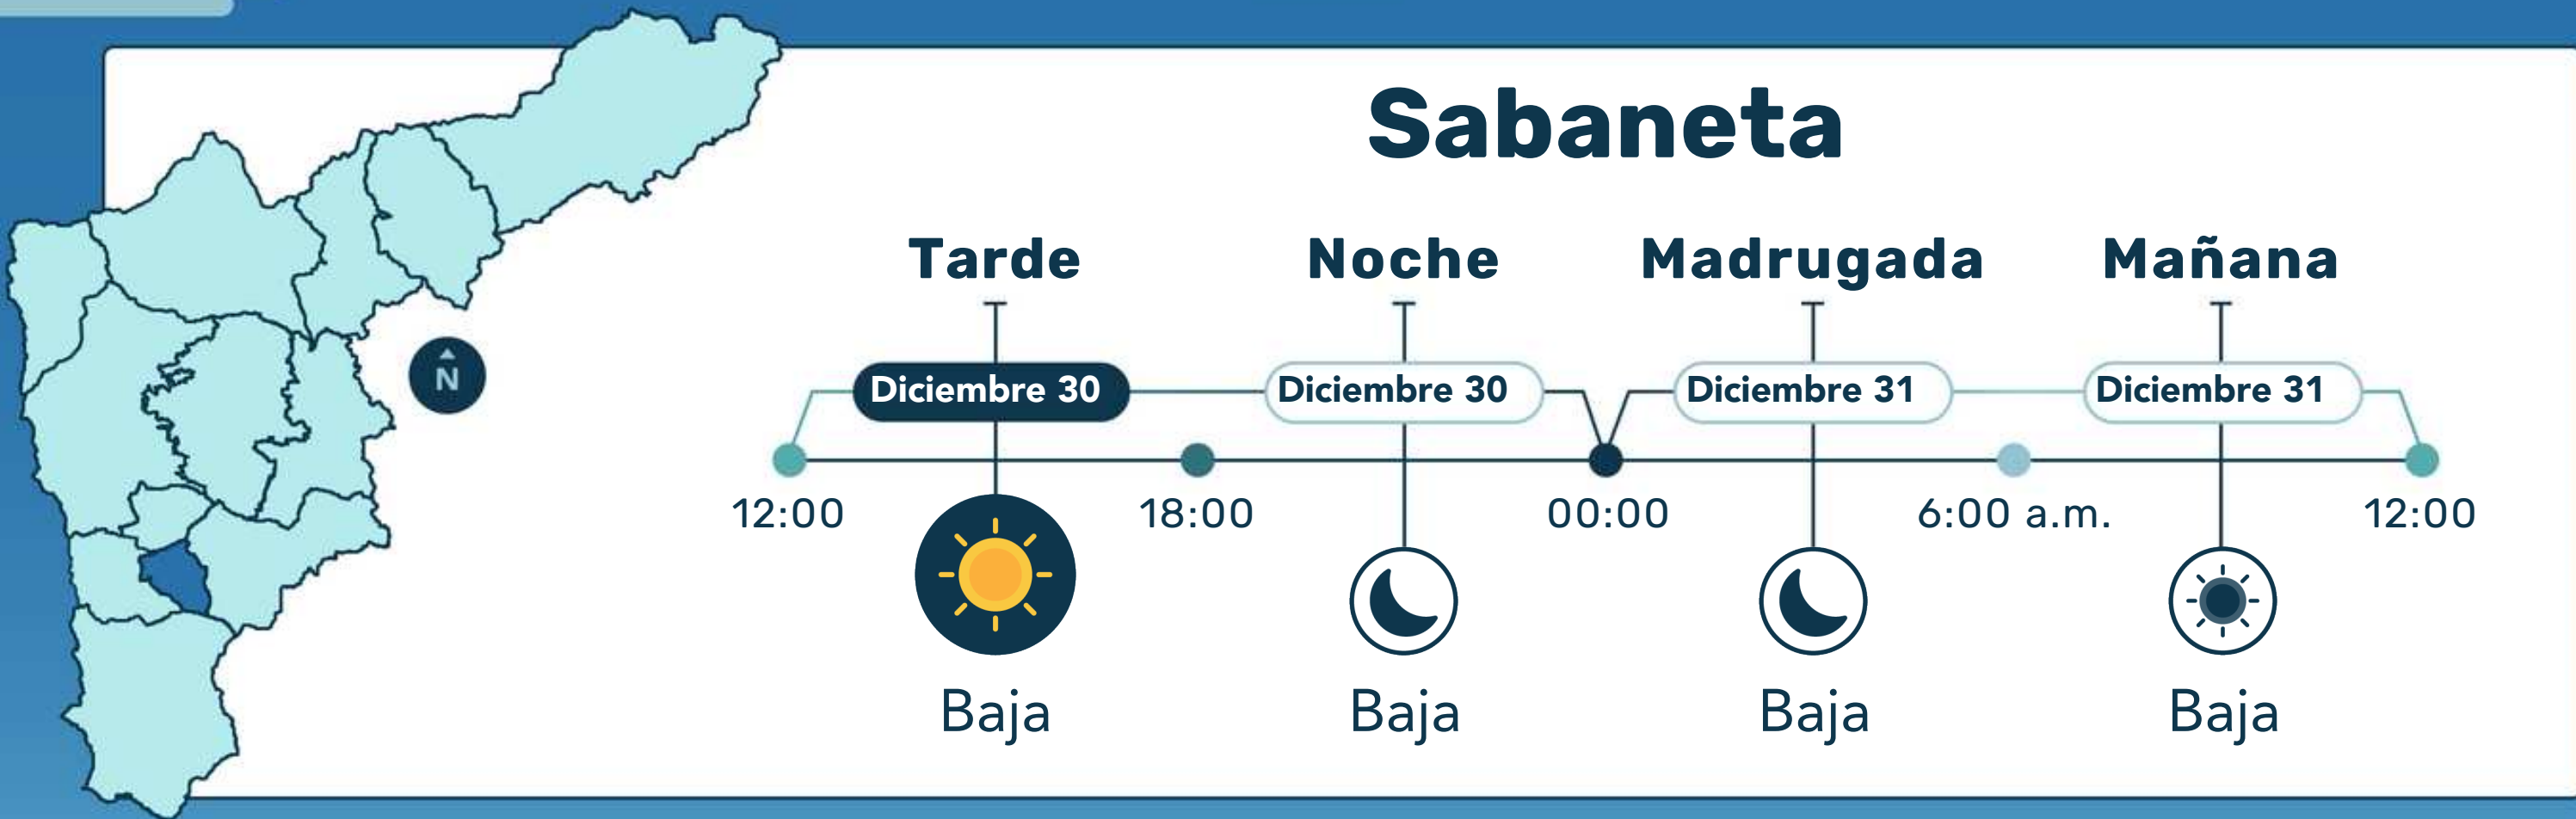 Sabaneta
Tarde Noche Madrugada Mañana
Diciembre 30 Diciembre 30 Diciembre 31 Diciembre 31
N
12:00 18:00 00:00 6:00 a.m. 12:00
Baja Baja Baja Baja